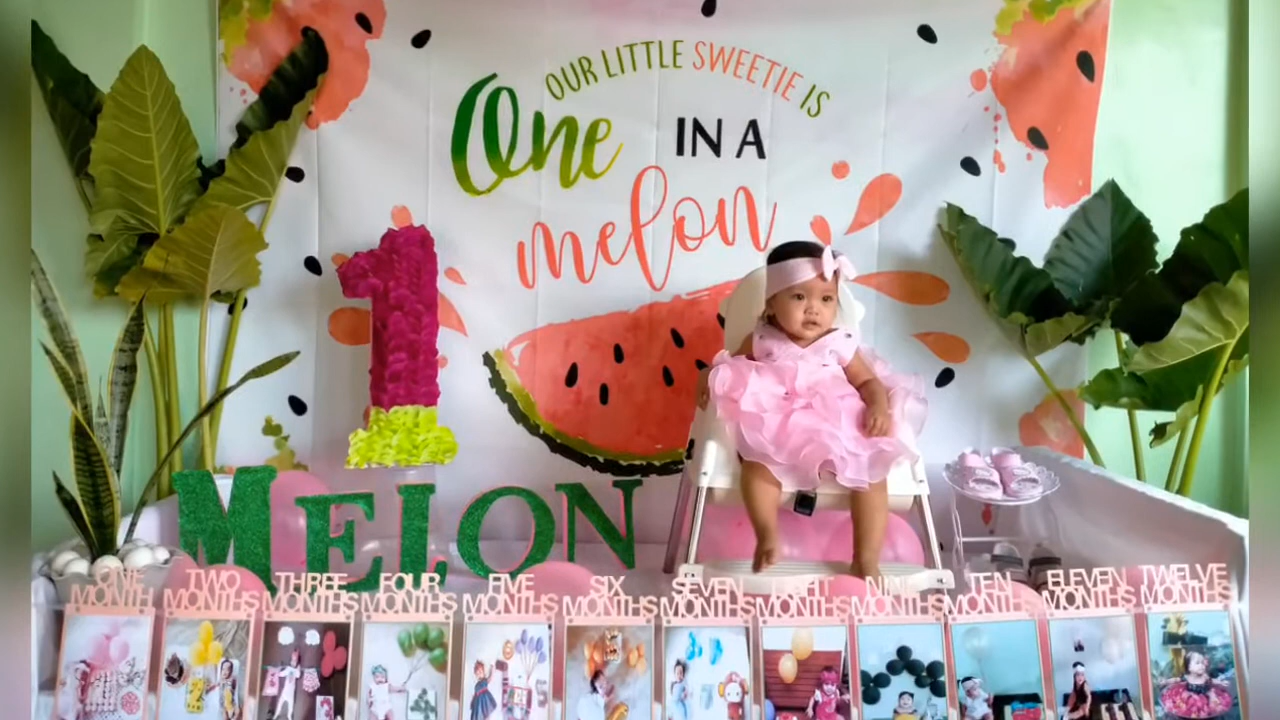 OUR LITTLE SWEETIE IS
One IN A
melon
1
MELON
ONE MONTH
TWO MONTHS
THREE MONTHS
FOUR MONTHS
FIVE MONTHS
SIX MONTHS
SEVEN MONTHS
EIGHT MONTHS
NINE MONTHS
TEN MONTHS
ELEVEN MONTHS
TWELVE MONTHS